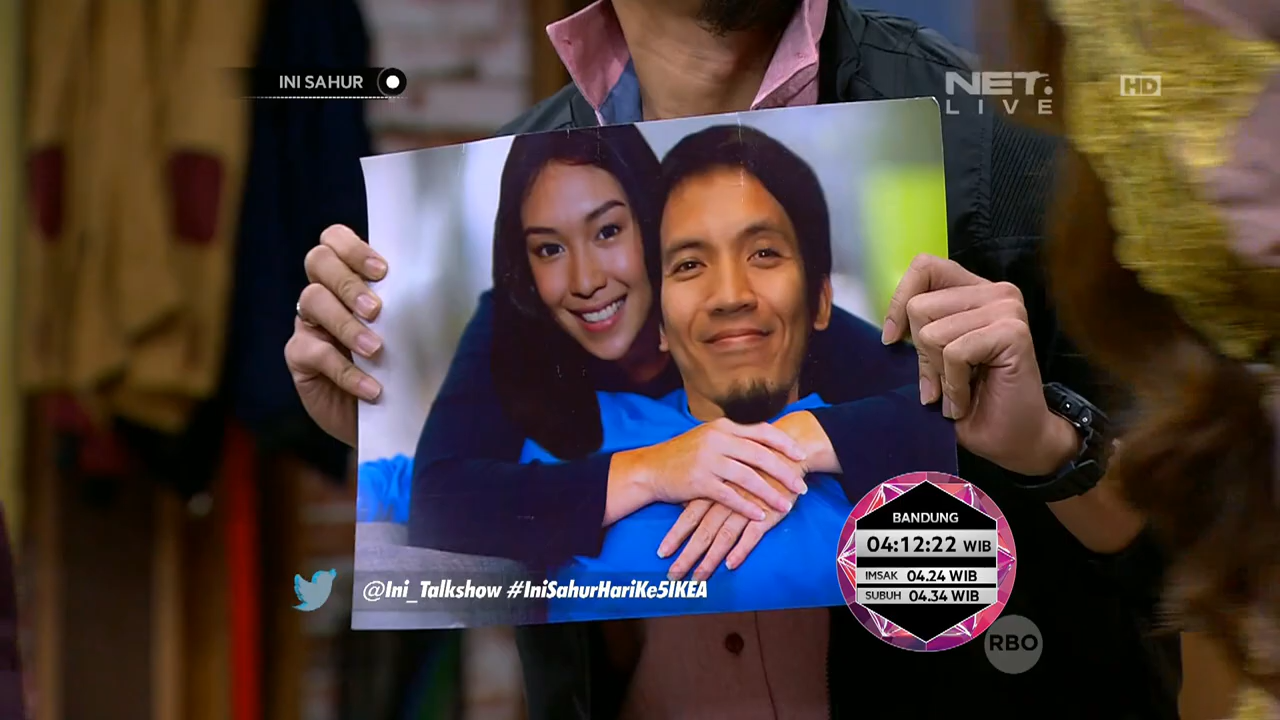 INI SAHUR
NET.
LIVE
HD
BANDUNG
04:12:22 WIB
IMSAK 04.24 WIB
SUBUH 04.34 WIB
@Ini_Talkshow #IniSahurHariKe5IKEA
RBO